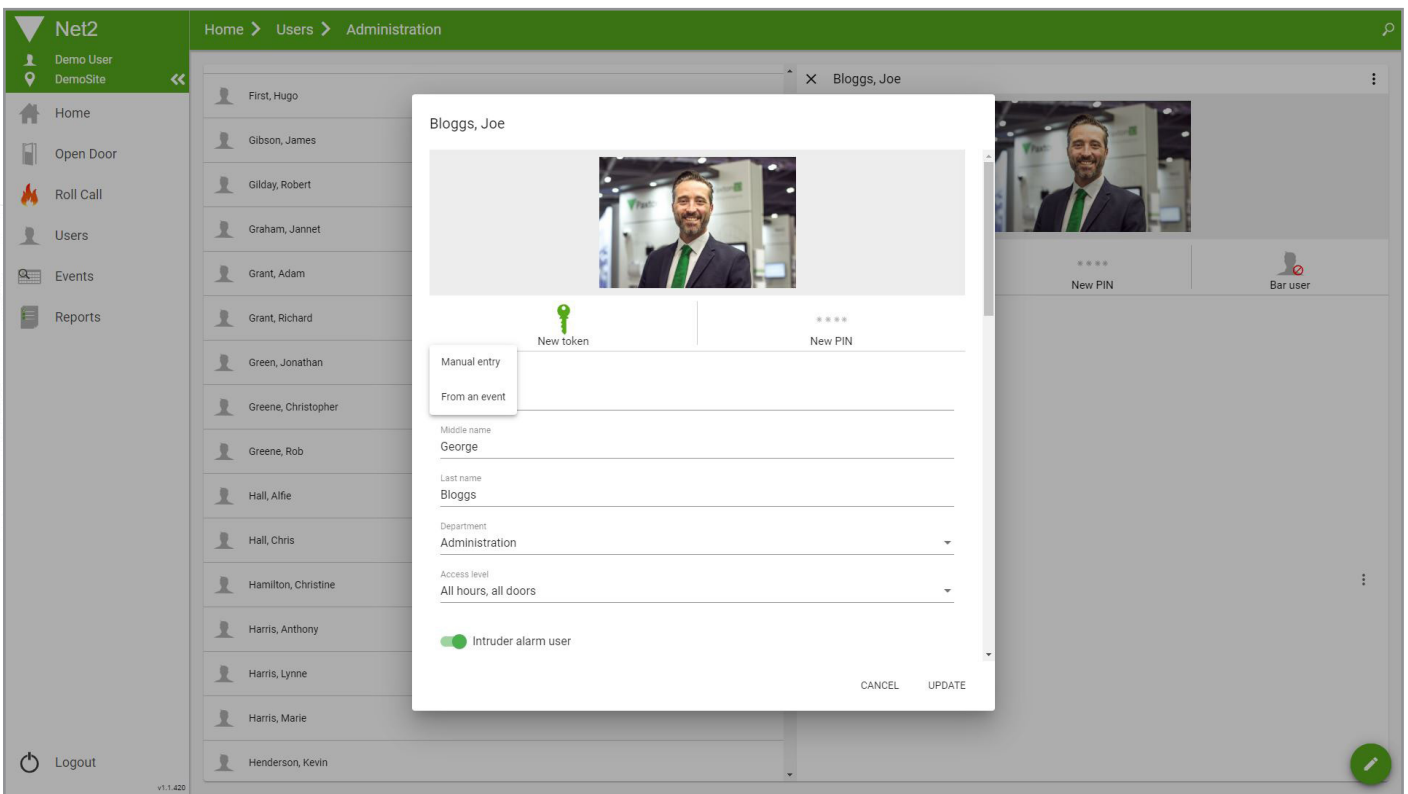 Net2
Demo User
DemoSite
Home
Open Door
Roll Call
Users
Events
Reports
Logout
v1.1.420
Home > Users > Administration
First, Hugo
Gibson, James
Gilday, Robert
Graham, Jannet
Grant, Adam
Grant, Richard
Green, Jonathan
Greene, Christopher
Greene, Rob
Hall, Alfie
Hall, Chris
Hamilton, Christine
Harris, Anthony
Harris, Lynne
Harris, Marie
Henderson, Kevin
Bloggs, Joe
Paxton
New token
New PIN
Manual entry
From an event
Middle name
George
Last name
Bloggs
Department
Administration
Access level
All hours, all doors
Intruder alarm user
CANCEL UPDATE
Bloggs, Joe
New PIN
Bar user